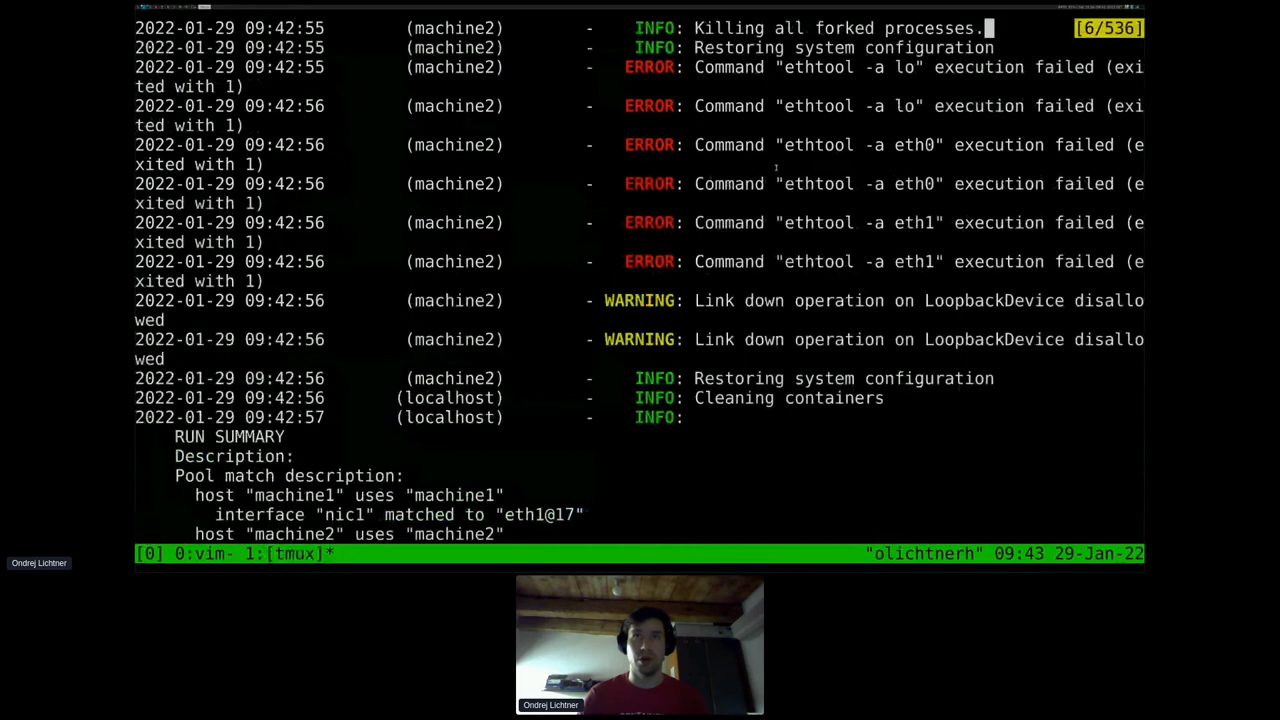 2022-01-29 09:42:55 (machine2) - INFO: Killing all forked processes. [6/536]
2022-01-29 09:42:55 (machine2) - INFO: Restoring system configuration
2022-01-29 09:42:55 (machine2) - ERROR: Command "ethtool -a lo" execution failed (exi
ted with 1)
2022-01-29 09:42:56 (machine2) - ERROR: Command "ethtool -a lo" execution failed (exi
ted with 1)
2022-01-29 09:42:56 (machine2) - ERROR: Command "ethtool -a eth0" execution failed (e
xited with 1)
2022-01-29 09:42:56 (machine2) - ERROR: Command "ethtool -a eth0" execution failed (e
xited with 1)
2022-01-29 09:42:56 (machine2) - ERROR: Command "ethtool -a eth1" execution failed (e
xited with 1)
2022-01-29 09:42:56 (machine2) - ERROR: Command "ethtool -a eth1" execution failed (e
xited with 1)
2022-01-29 09:42:56 (machine2) - WARNING: Link down operation on LoopbackDevice disallo
wed
2022-01-29 09:42:56 (machine2) - WARNING: Link down operation on LoopbackDevice disallo
wed
2022-01-29 09:42:56 (machine2) - INFO: Restoring system configuration
2022-01-29 09:42:56 (localhost) - INFO: Cleaning containers
2022-01-29 09:42:57 (localhost) - INFO:
RUN SUMMARY
Description:
Pool match description:
host "machine1" uses "machine1"
interface "nic1" matched to "eth1@17"
host "machine2" uses "machine2"
[0] 0:vim- 1:[tmux]* "olichtnerh" 09:43 29-Jan-22
Ondrej Lichtner
Ondrej Lichtner